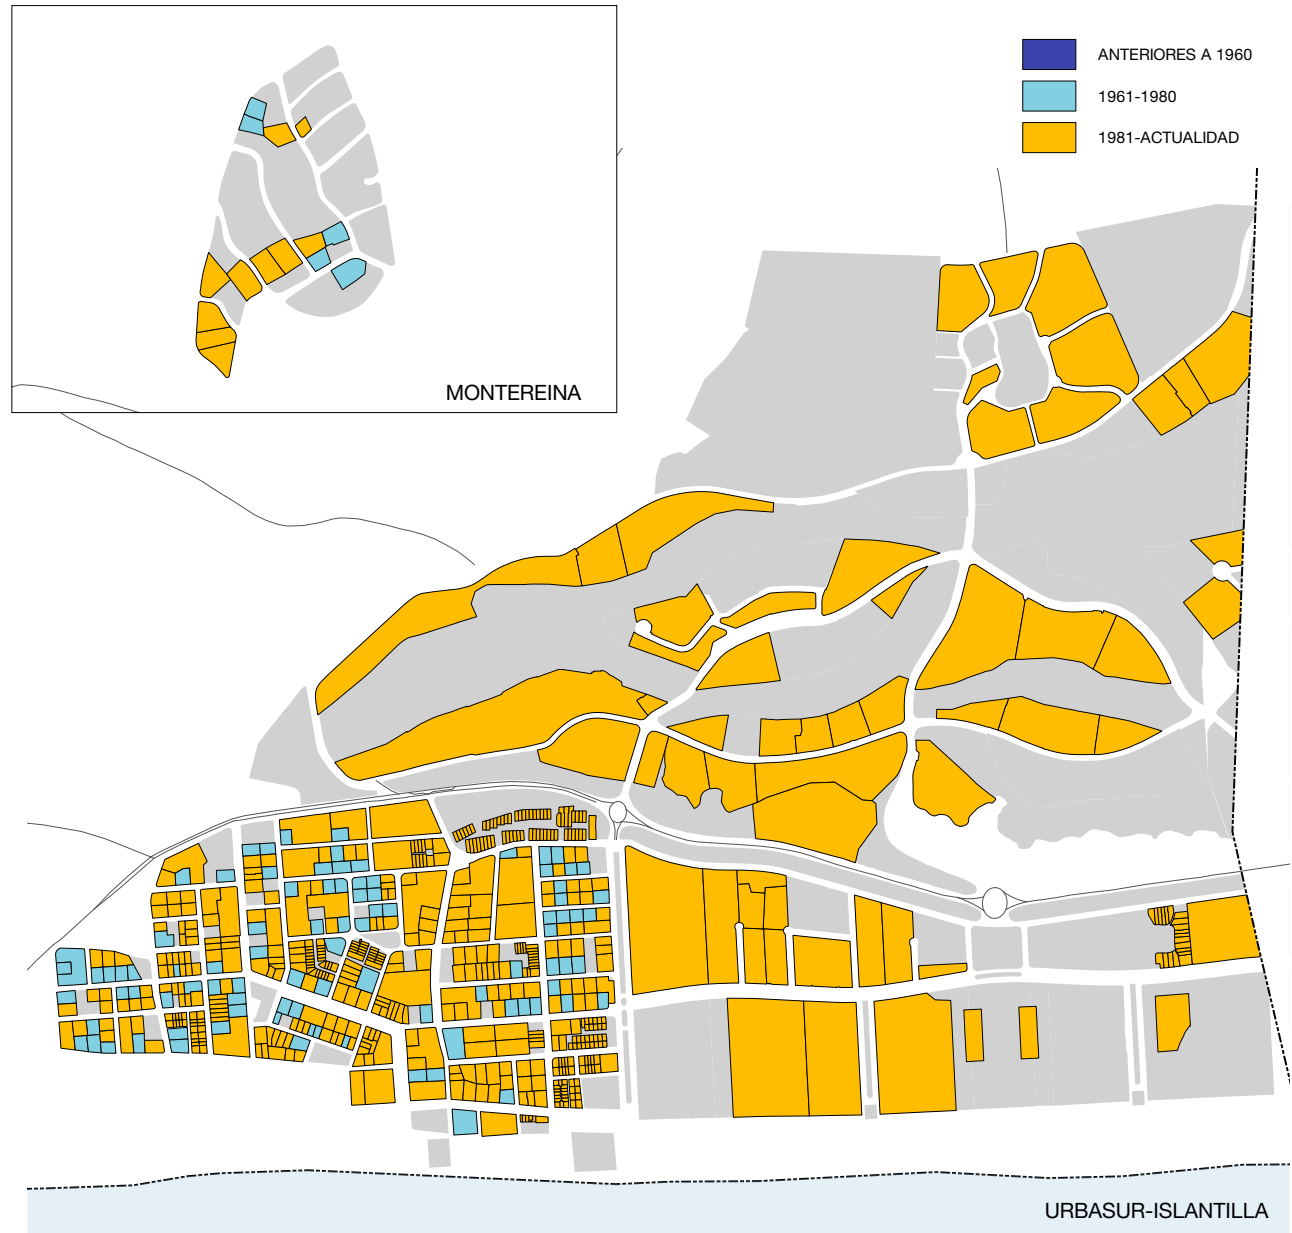 ANTERIORES A 1960
1961-1980
1981-ACTUALIDAD
MONTEREINA
URBASUR-ISLANTILLA